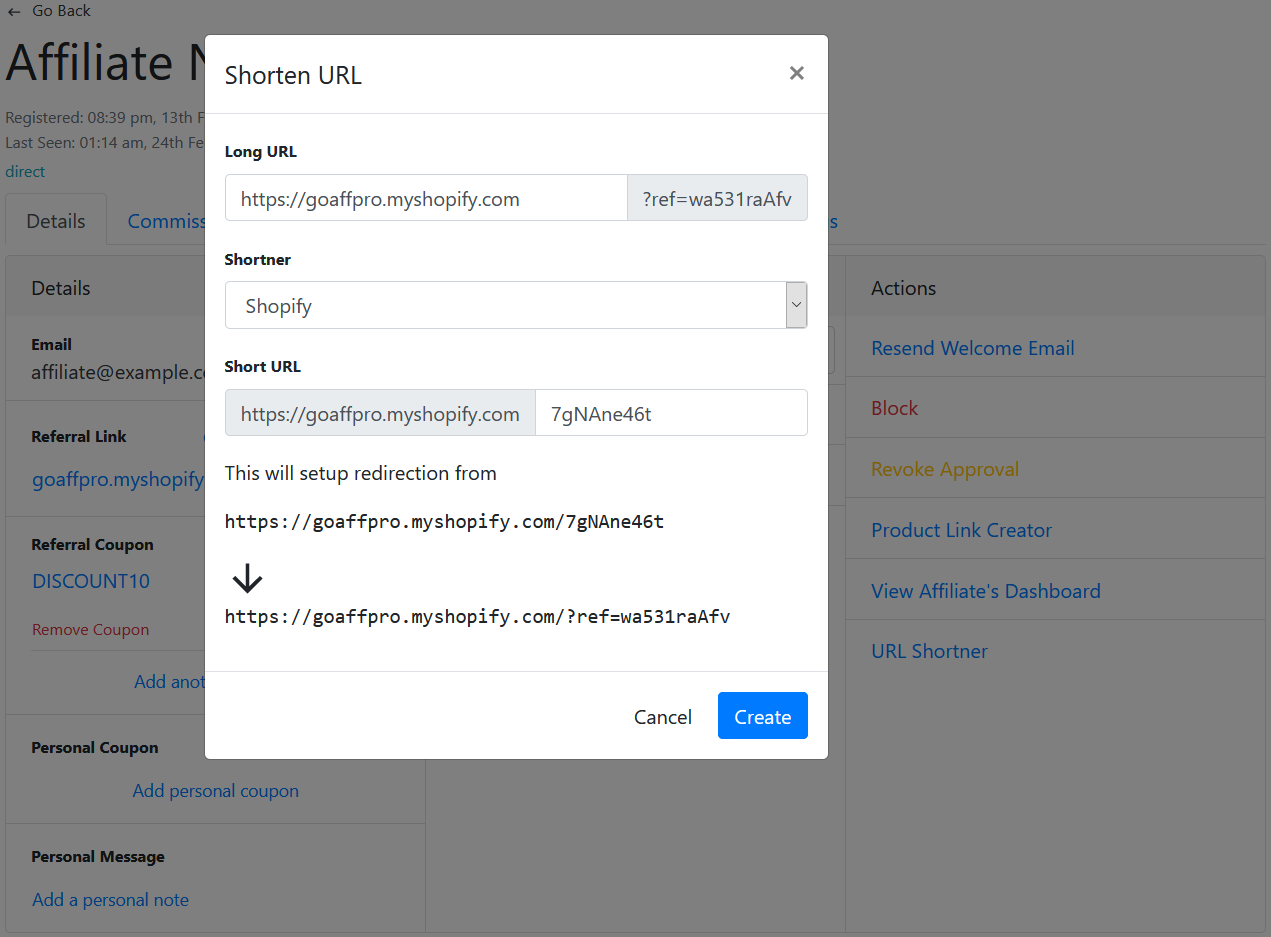 ← Go Back
Affiliate
Registered: 08:39 pm, 13th F
Last Seen: 01:14 am, 24th Fe
direct
Details
Commiss
s
Shorten URL
×
Long URL
https://goaffpro.myshopify.com ?ref=wa531raAfv
Shortner
Shopify
Short URL
https://goaffpro.myshopify.com 7gNAne46t
This will setup redirection from
https://goaffpro.myshopify.com/7gNAne46t
↓
https://goaffpro.myshopify.com/?ref=wa531raAfv
Cancel Create
Details
Email
affiliate@example.c
Referral Link
goaffpro.myshopify
Referral Coupon
DISCOUNT10
Remove Coupon
Add anot
Personal Coupon
Add personal coupon
Personal Message
Add a personal note
Actions
Resend Welcome Email
Block
Revoke Approval
Product Link Creator
View Affiliate's Dashboard
URL Shortner